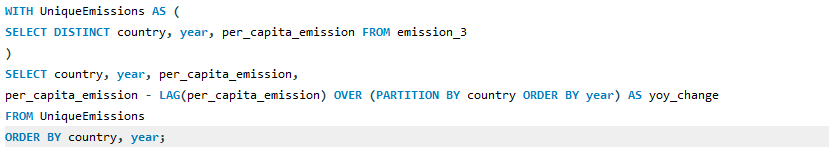 WITH UniqueEmissions AS (
SELECT DISTINCT country, year, per_capita_emission FROM emission_3
)
SELECT country, year, per_capita_emission,
per_capita_emission - LAG(per_capita_emission) OVER (PARTITION BY country ORDER BY year) AS yoy_change
FROM UniqueEmissions
ORDER BY country, year;